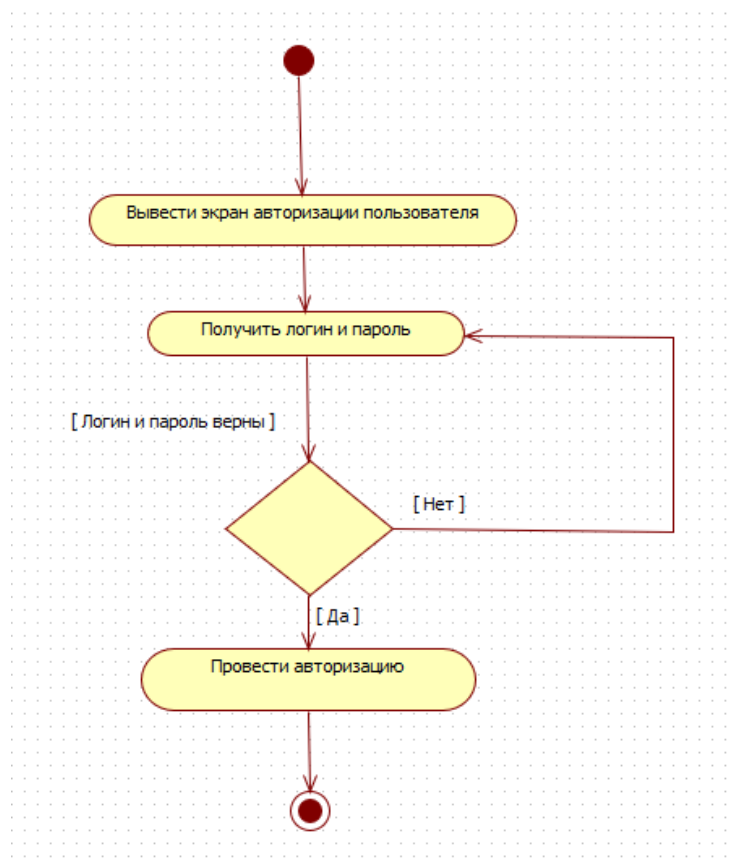 Вывести экран авторизации пользователя
Получить логин и пароль
[ Логин и пароль верны ]
[ Нет ]
[ Да ]
Провести авторизацию